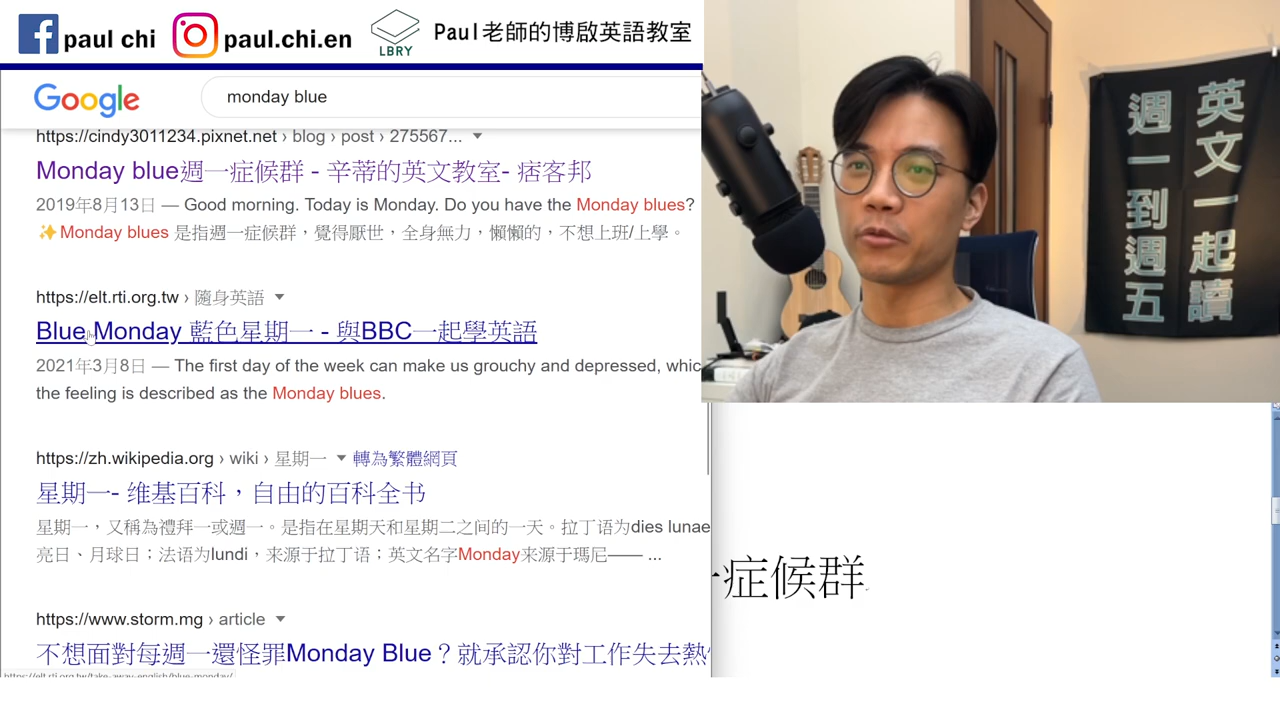 paul chi
paul.chi.en
LBRY
Paul老師的博啟英語教室
Google
monday blue
https://cindy3011234.pixnet.net › blog › post › 275567...
Monday blue週一症候群 - 辛蒂的英文教室- 痞客邦
2019年8月13日 — Good morning. Today is Monday. Do you have the Monday blues?
✨Monday blues 是指週一症候群，覺得厭世，全身無力，懶懶的，不想上班/上學。
https://elt.rti.org.tw › 隨身英語
Blue Monday 藍色星期一 - 與BBC一起學英語
2021年3月8日 — The first day of the week can make us grouchy and depressed, whic
the feeling is described as the Monday blues.
https://zh.wikipedia.org › wiki › 星期一 轉為繁體網頁
星期一- 维基百科，自由的百科全书
星期一，又稱為禮拜一或週一。是指在星期天和星期二之间的一天。拉丁语为dies lunae
亮日、月球日；法语为lundi，来源于拉丁语；英文名字Monday来源于瑪尼—— ...
https://www.storm.mg › article
不想面對每週一還怪罪Monday Blue？就承認你對工作失去熱
https://elt.rti.org.tw/take-away-english/blue-monday/
英文一起讀
週一到週五
症候群